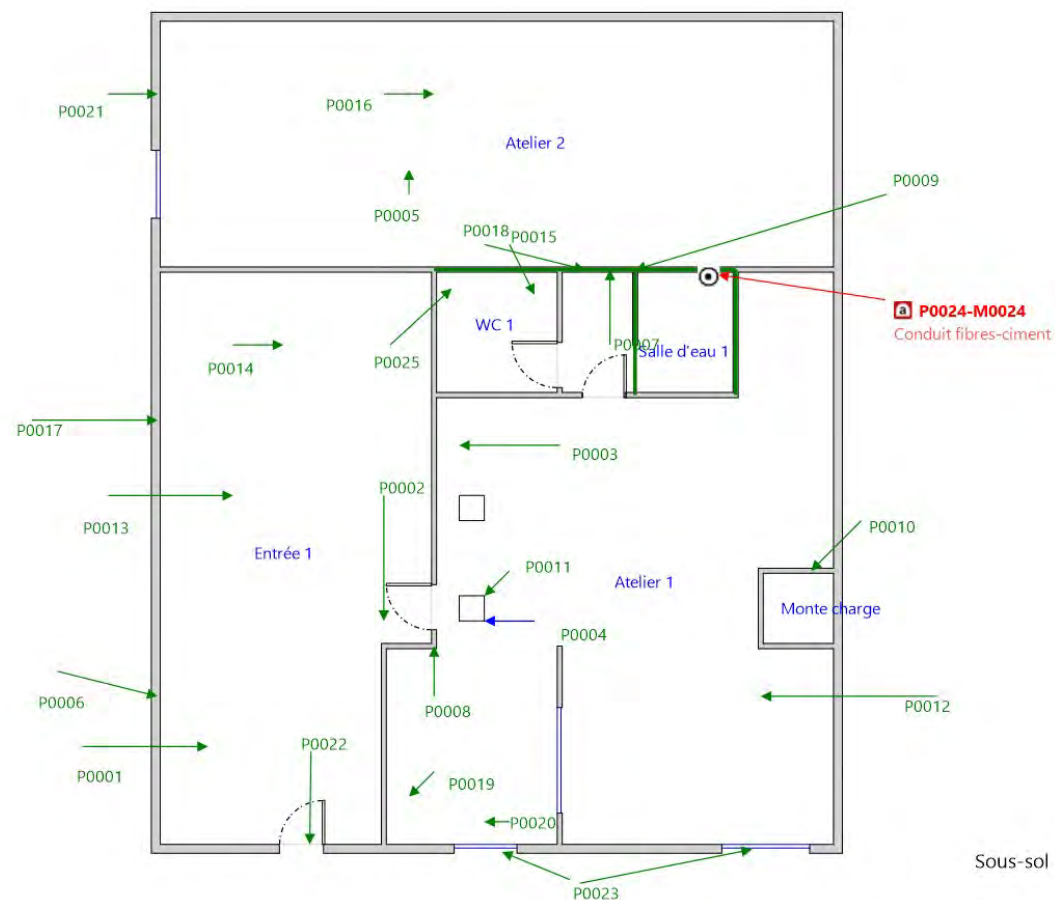 P0021
P0016
Atelier 2
P0009
P0005
P0018
P0015
a P0024-M0024
Conduit fibres-ciment
WC 1
P0007
Salle d'eau 1
P0025
P0014
P0017
P0003
P0002
P0013
P0010
Entrée 1
P0011
Atelier 1
Monte charge
P0004
P0006
P0008
P0012
P0022
P0001
P0019
P0020
Sous-sol
P0023